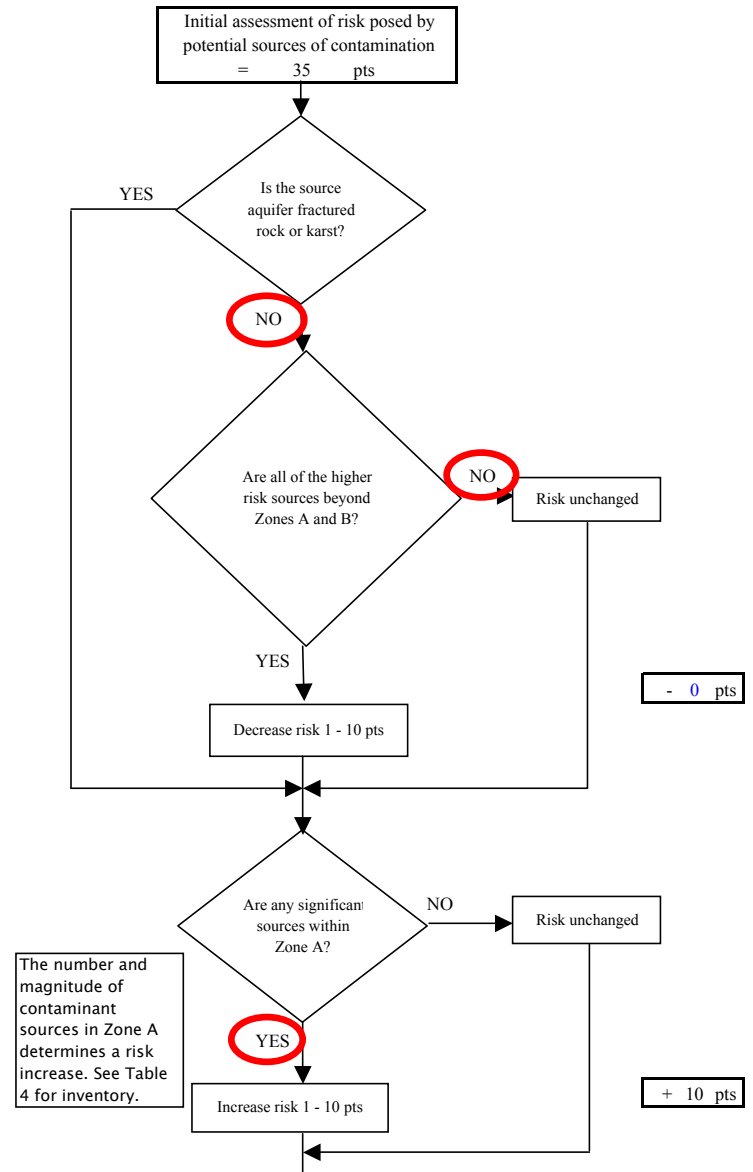 Initial assessment of risk posed by
potential sources of contamination
= 35 pts
YES
Is the source
aquifer fractured
rock or karst?
NO
Are all of the higher
risk sources beyond
Zones A and B?
NO
Risk unchanged
YES
- 0 pts
Decrease risk 1 - 10 pts
Are any significant
sources within
Zone A?
NO
Risk unchanged
The number and
magnitude of
contaminant
sources in Zone A
determines a risk
increase. See Table
4 for inventory.
YES
Increase risk 1 - 10 pts
+ 10 pts